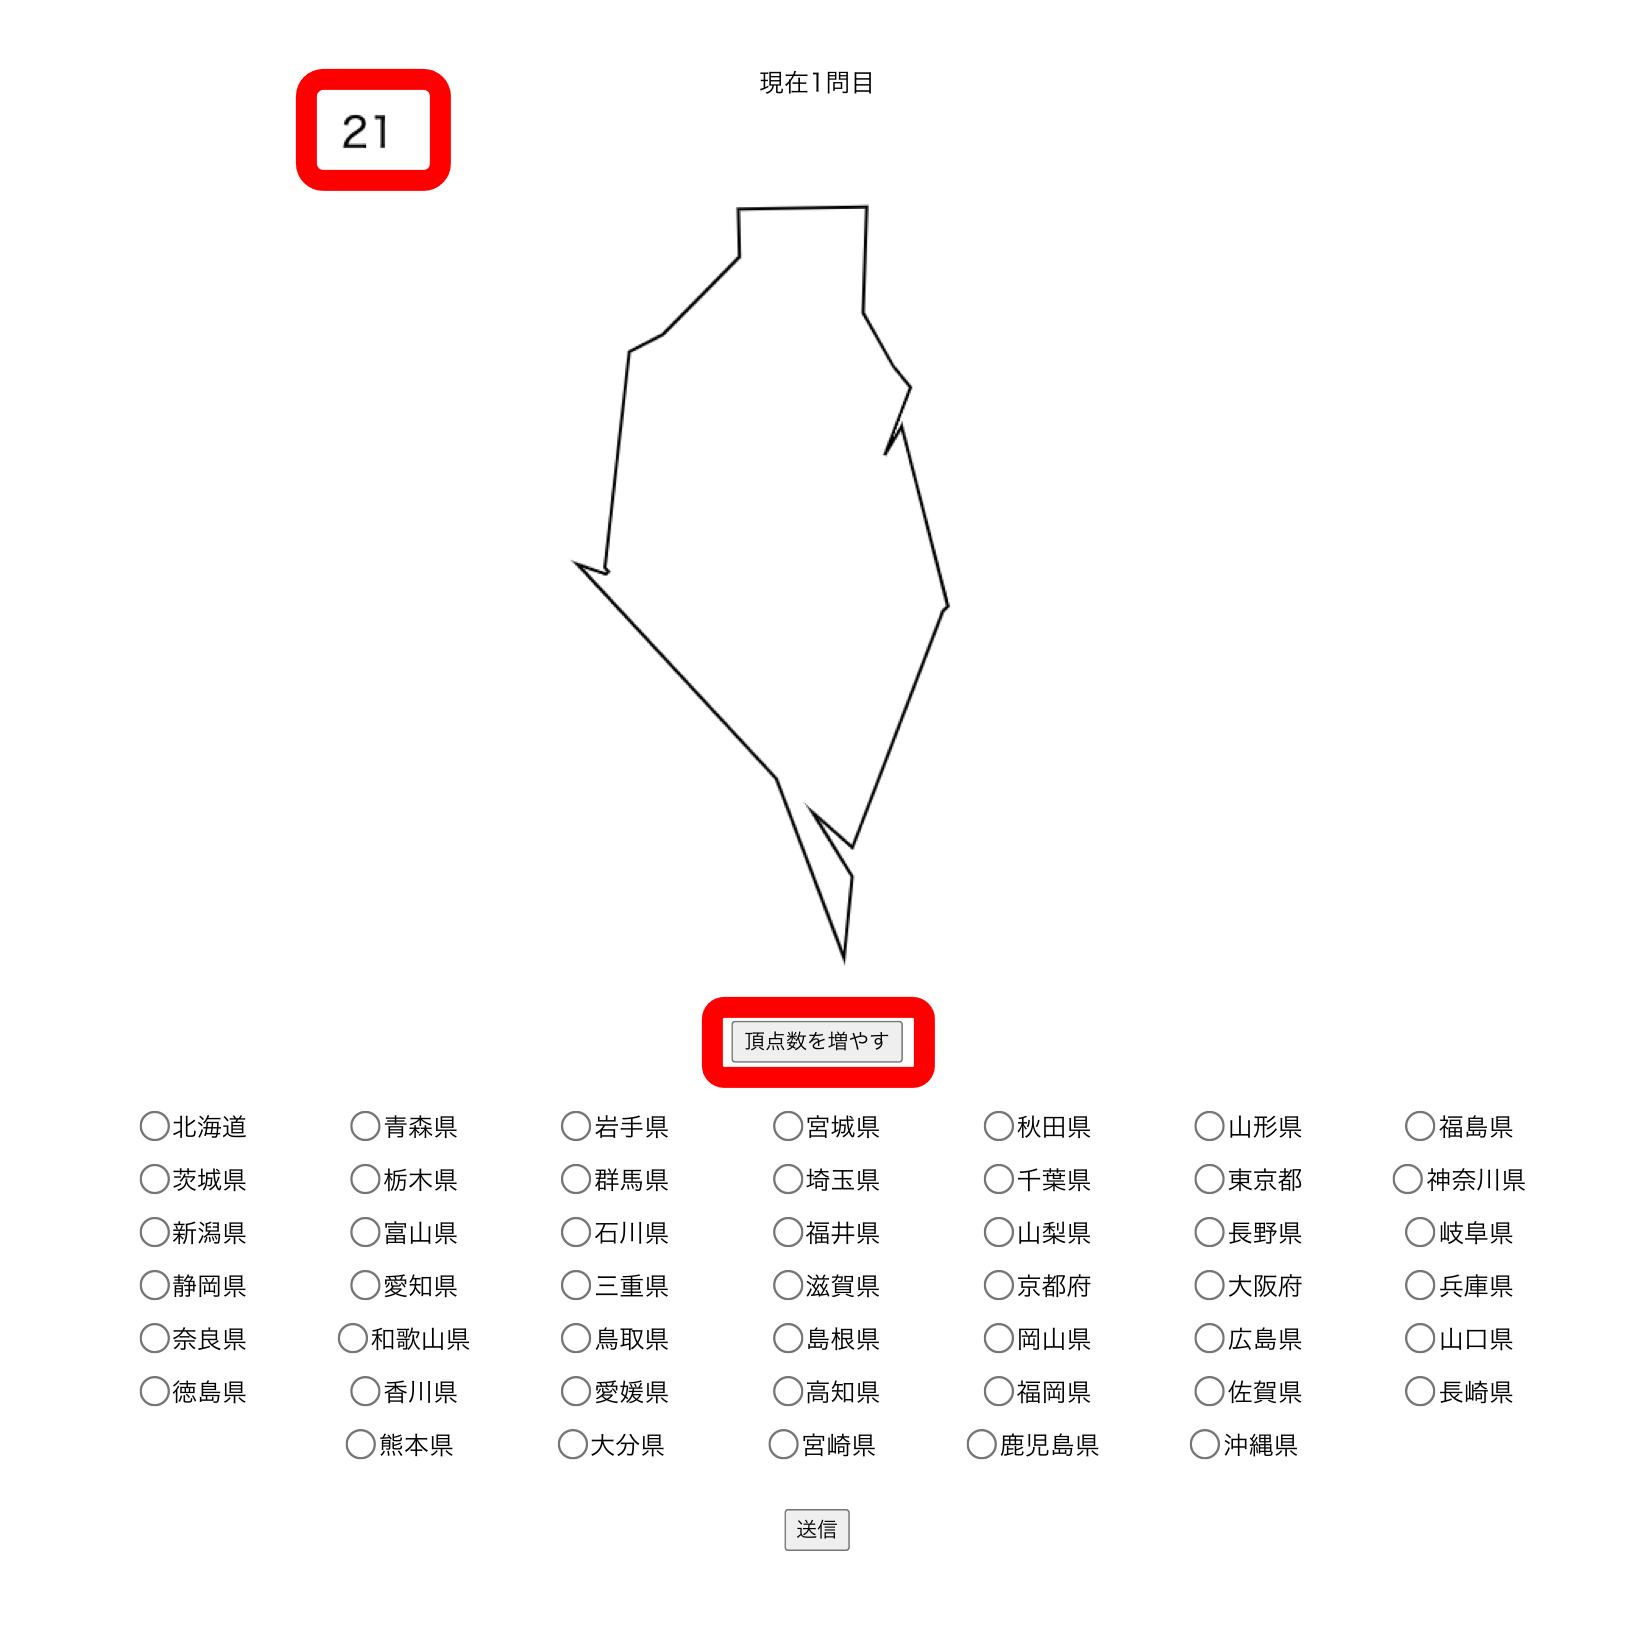 現在1問目
21
頂点数を増やす
北海道 青森県 岩手県 宮城県 秋田県 山形県 福島県
茨城県 栃木県 群馬県 埼玉県 千葉県 東京都 神奈川県
新潟県 富山県 石川県 福井県 山梨県 長野県 岐阜県
静岡県 愛知県 三重県 滋賀県 京都府 大阪府 兵庫県
奈良県 和歌山県 鳥取県 島根県 岡山県 広島県 山口県
徳島県 香川県 愛媛県 高知県 福岡県 佐賀県 長崎県
熊本県 大分県 宮崎県 鹿児島県 沖縄県
送信